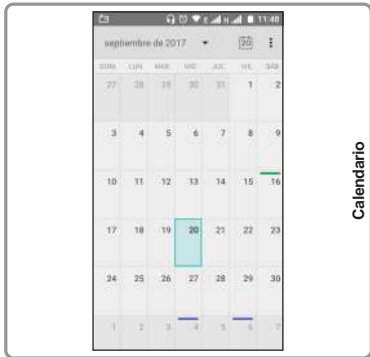 11:40
septiembre de 2017
20
DOM. LUN. MAR. MIÉ. JUE. VIE. SÁB.
27 28 29 30 31 1 2
3 4 5 6 7 8 9
10 11 12 13 14 15 16
17 18 19 20 21 22 23
24 25 26 27 28 29 30
1 2 3 4 5 6 7
Calendario